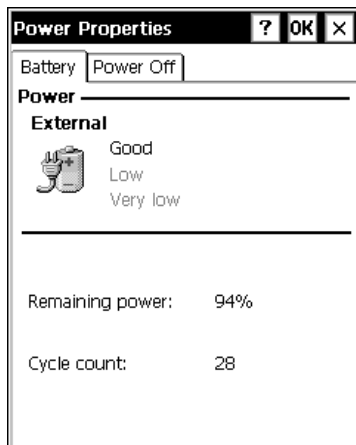 Power Properties ? OK ×
Battery Power Off
Power
External
Good
Low
Very low
Remaining power: 94%
Cycle count: 28